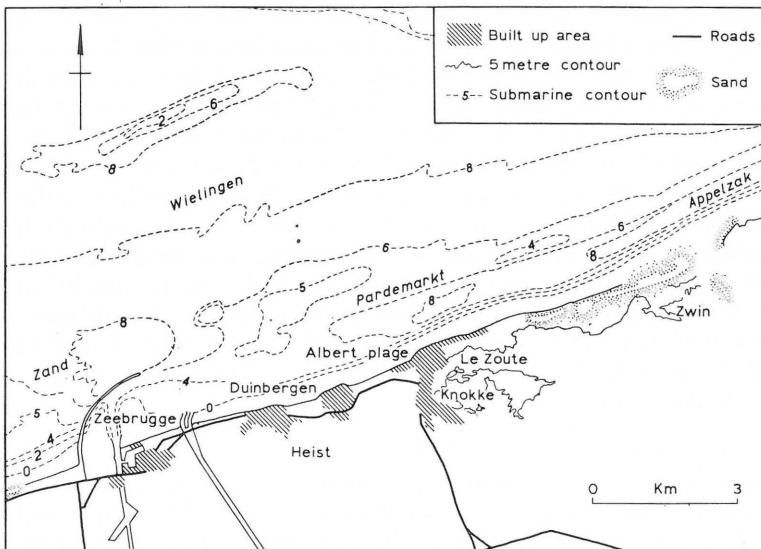 Built up area
Roads
5 metre contour
Sand
-5- Submarine contour
6
2
8
Wielingen
8
Appelzak
6
6
4
8
5
Pardemarkt
8
8
Zwin
Albert plage
Le Zoute
Zand
4
Duinbergen
Knokke
5
Zeebrugge
0
4
2
Heist
0
0 Km 3